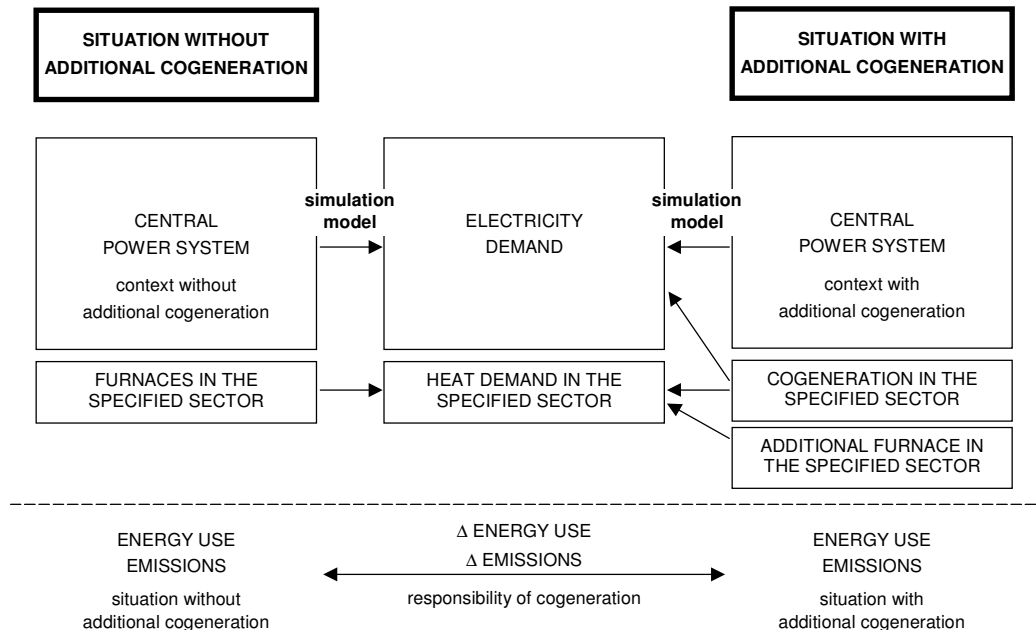 SITUATION WITHOUT
ADDITIONAL COGENERATION
SITUATION WITH
ADDITIONAL COGENERATION
CENTRAL
POWER SYSTEM
context without
additional cogeneration
simulation
model
ELECTRICITY
DEMAND
simulation
model
CENTRAL
POWER SYSTEM
context with
additional cogeneration
FURNACES IN THE
SPECIFIED SECTOR
HEAT DEMAND IN THE
SPECIFIED SECTOR
COGENERATION IN THE
SPECIFIED SECTOR
ADDITIONAL FURNACE IN
THE SPECIFIED SECTOR
ENERGY USE
EMISSIONS
situation without
additional cogeneration
Δ ENERGY USE
Δ EMISSIONS
responsibility of cogeneration
ENERGY USE
EMISSIONS
situation with
additional cogeneration